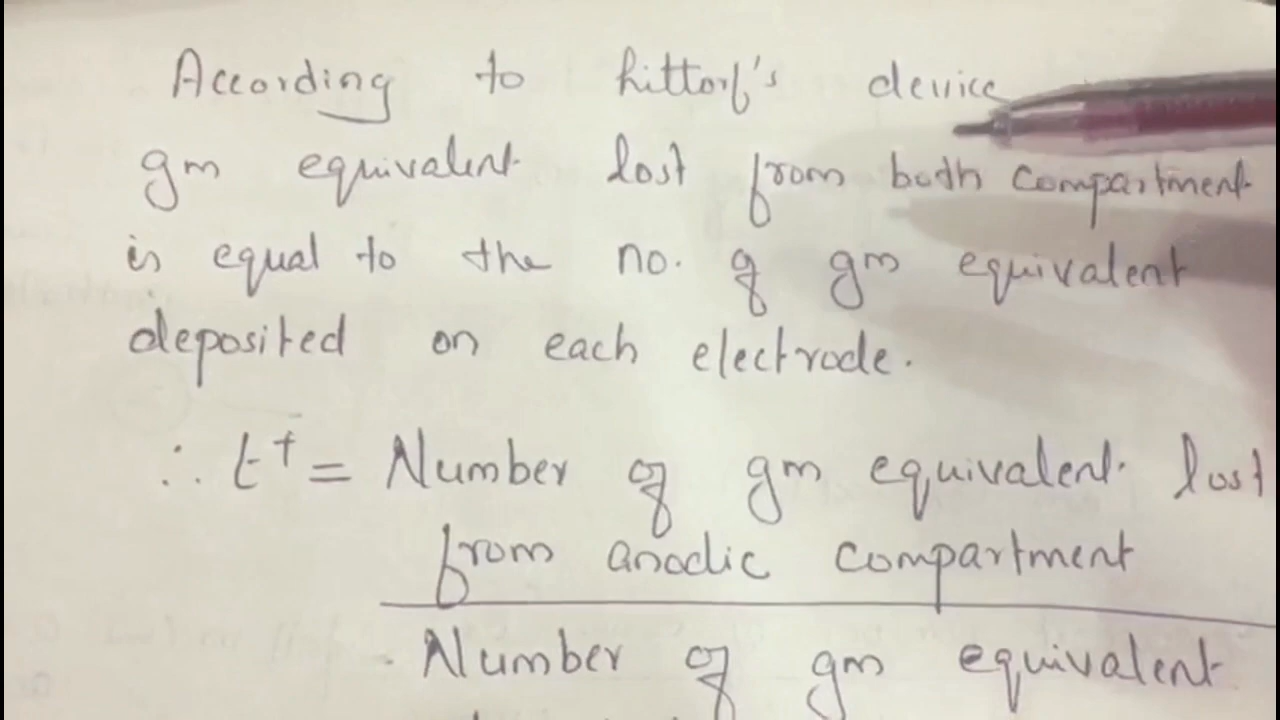 According to hittorf's device
gm equivalent lost from both compartment
is equal to the no. of gm equivalent
deposited on each electrode.
∴ t⁺ = Number of gm equivalent lost
from anodic compartment
Number of gm equivalent